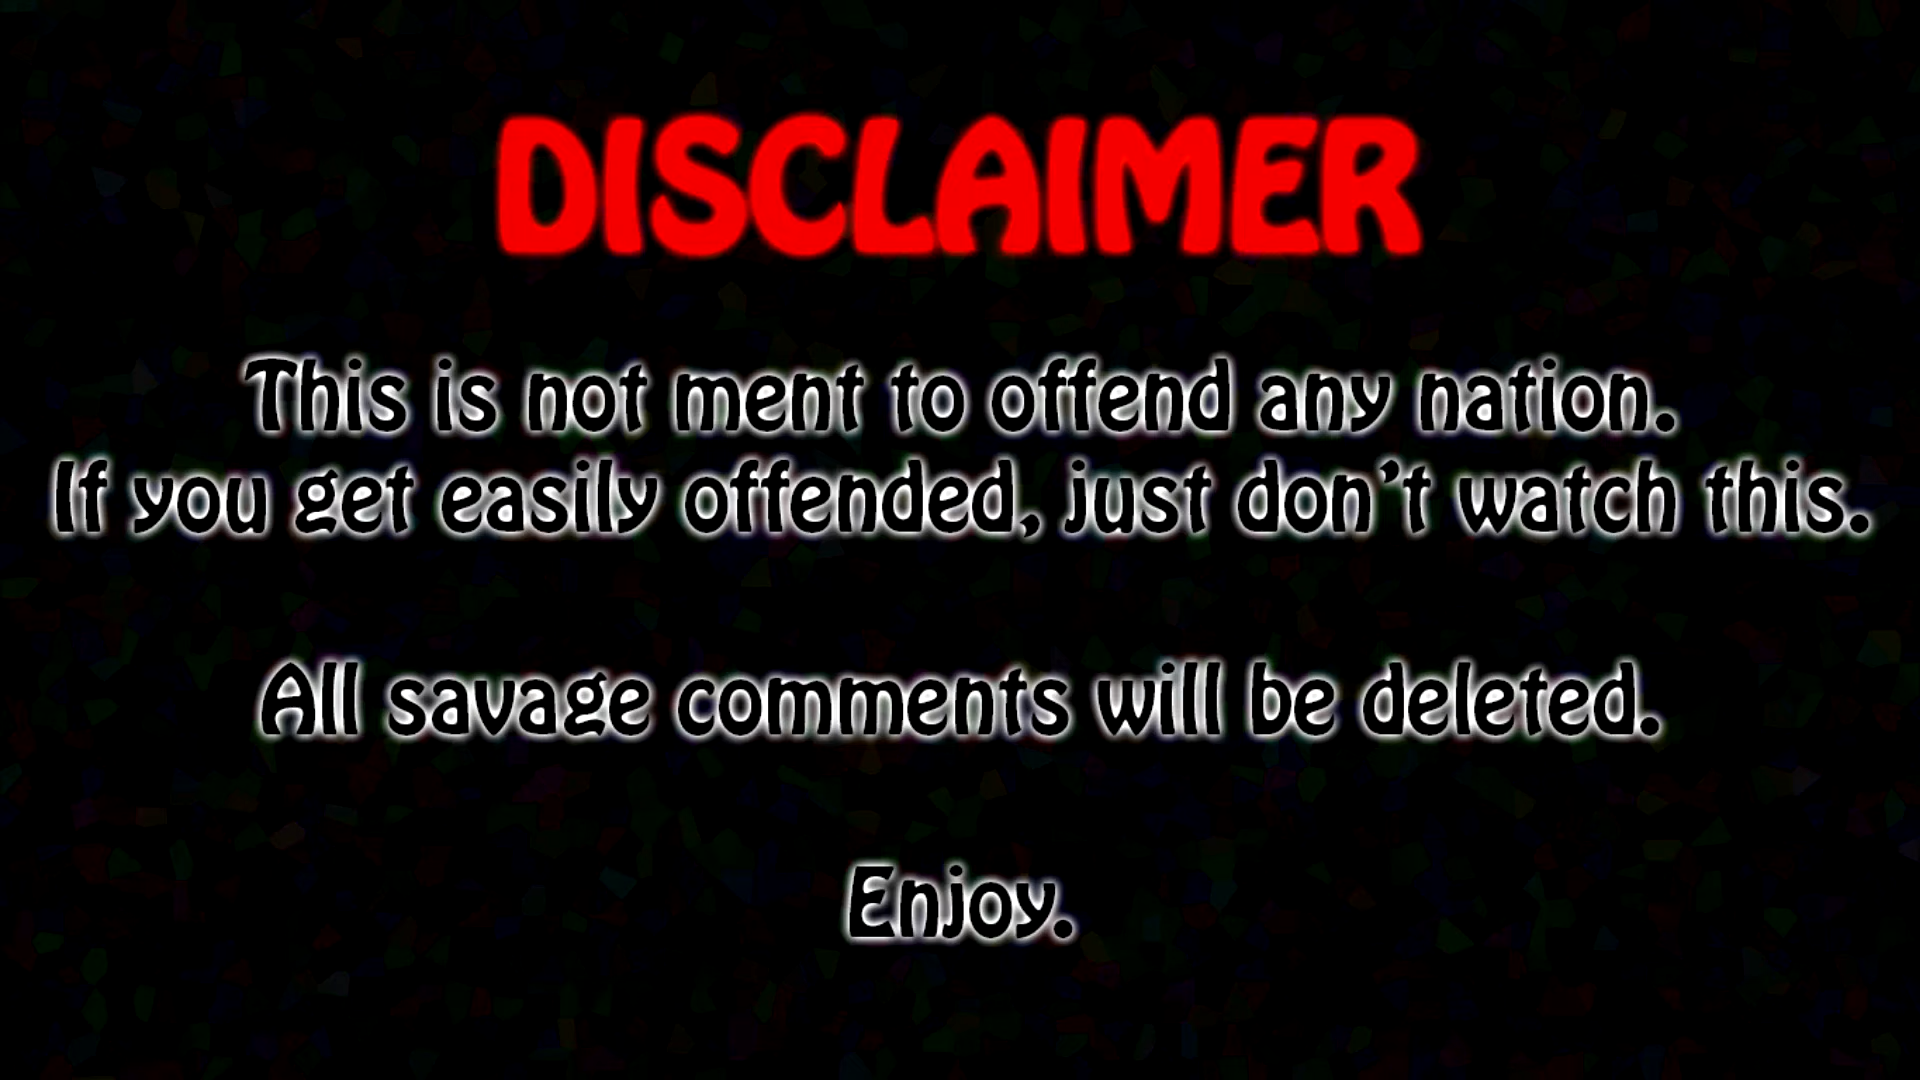 DISCLAIMER
This is not ment to offend any nation.
If you get easily offended, just don't watch this.
All savage comments will be deleted.
Enjoy.